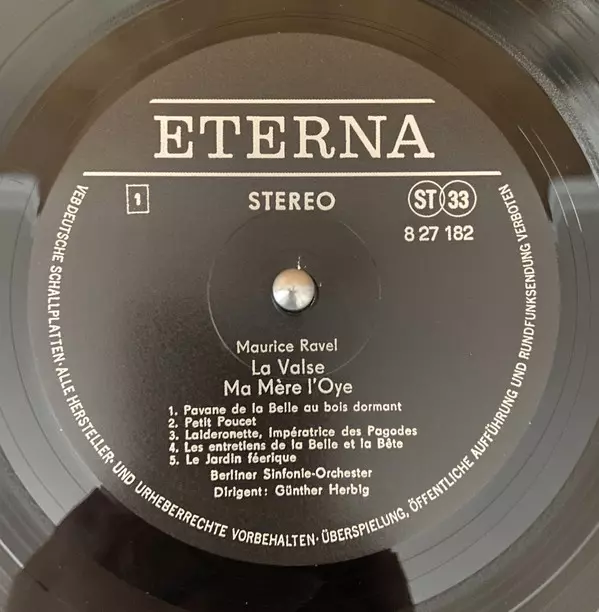 ETERNA
1
STEREO
ST 33
8 27 182
Maurice Ravel
La Valse
Ma Mère l'Oye
1. Pavane de la Belle au bois dormant
2. Petit Poucet
3. Laideronette, Impératrice des Pagodes
4. Les entretiens de la Belle et la Bête
5. Le Jardin féerique
Berliner Sinfonie-Orchester
Dirigent: Günther Herbig
VEB DEUTSCHE SCHALLPLATTEN · ALLE HERSTELLER- UND URHEBERRECHTE VORBEHALTEN · ÜBERSPIELUNG, ÖFFENTLICHE AUFFÜHRUNG UND RUNDFUNKSENDUNG VERBOTEN